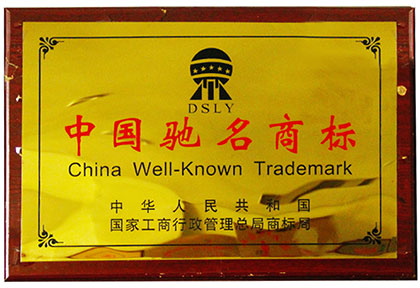 DSLY
中国驰名商标
China Well-Known Trademark
中华人民共和国
国家工商行政管理总局商标局